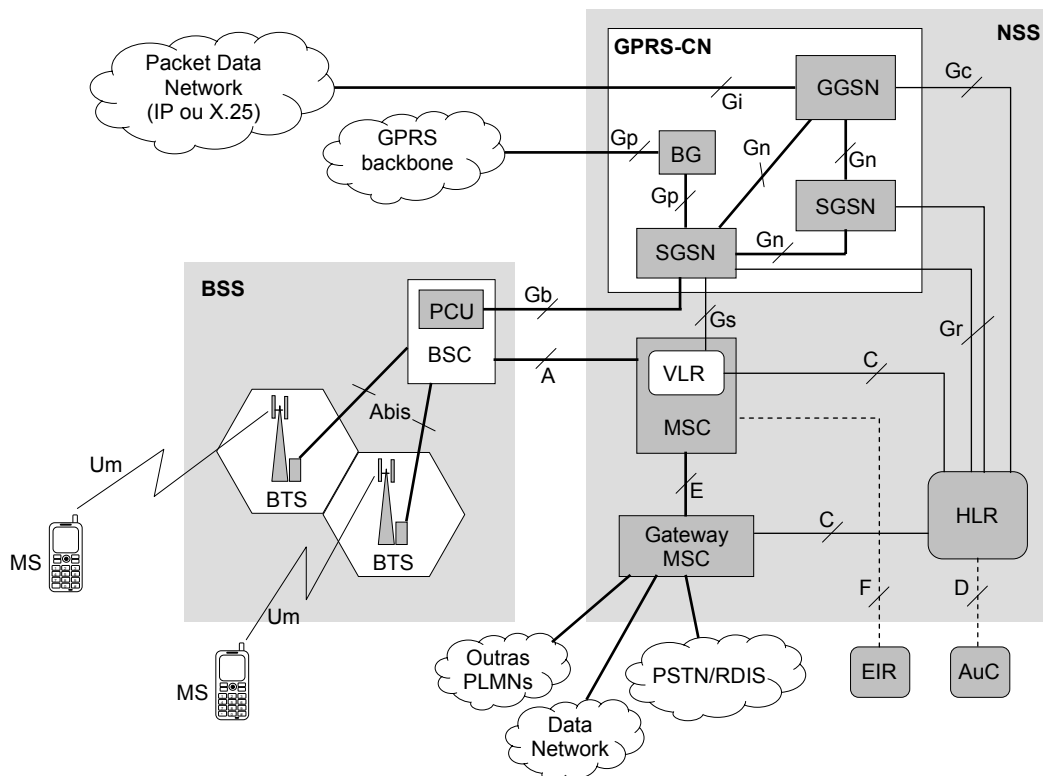 NSS
GPRS-CN
Packet Data
Network
(IP ou X.25)
GGSN
Gc
Gi
GPRS
backbone
Gp
BG
Gn
Gn
Gp
SGSN
Gn
SGSN
BSS
Gb
PCU
Gs
Gr
BSC
A
VLR
C
MSC
Abis
Um
BTS
E
HLR
MS
BTS
Gateway
MSC
C
Um
F
D
MS
Outras
PLMNs
PSTN/RDIS
EIR
AuC
Data
Network